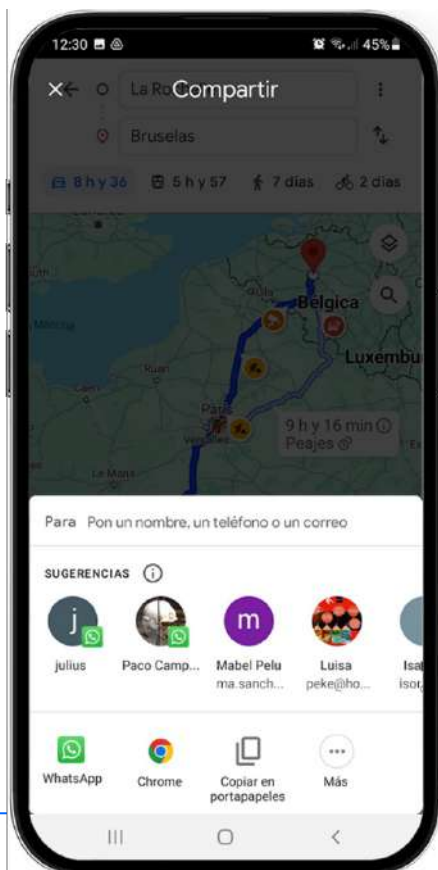 12:30 45%
Compartir
La Ro
Bruselas
8 h y 36 5 h y 57 7 días 2 días
Bélgica
Luxembu
Ruan
París
Versalles
Le Mans
9 h y 16 min
Peajes
Para Pon un nombre, un teléfono o un correo
SUGERENCIAS
j m
julius Paco Camp... Mabel Pelu Luisa Isa
ma.sanch... peke@ho... isor,
WhatsApp Chrome Copiar en portapapeles Más